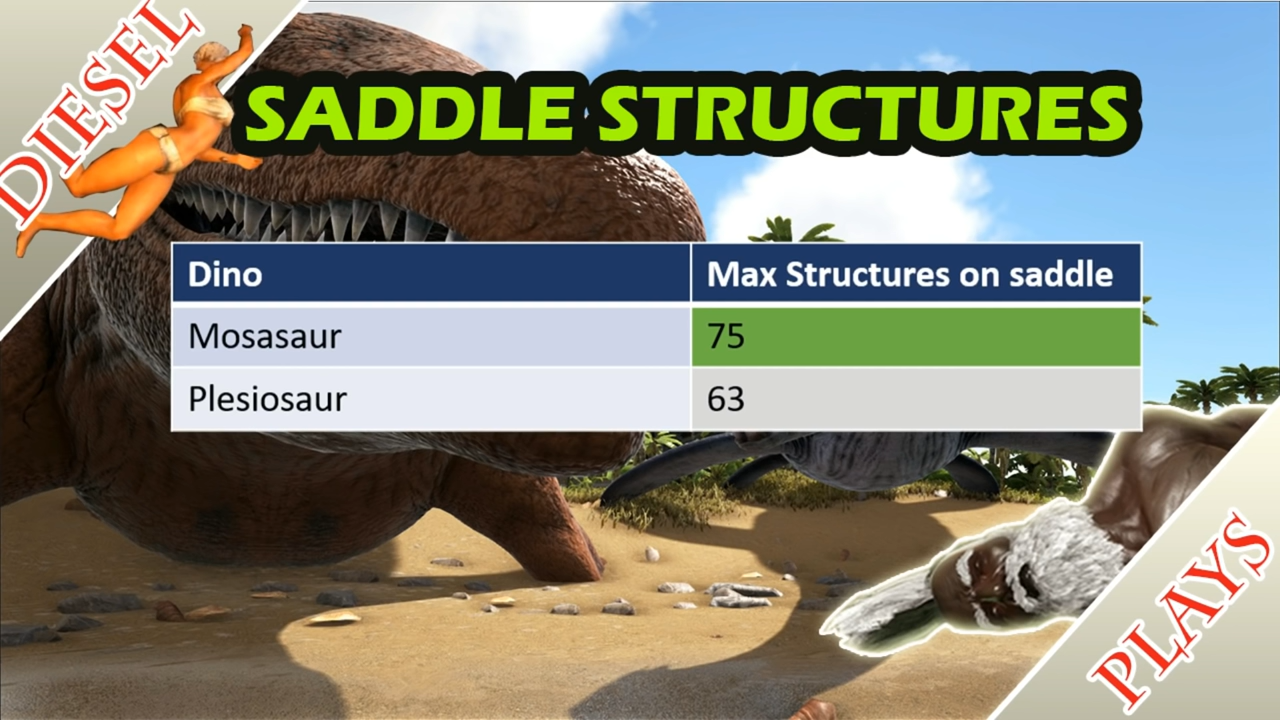 DIESEL
SADDLE STRUCTURES
Dino Max Structures on saddle
Mosasaur 75
Plesiosaur 63
PLAYS